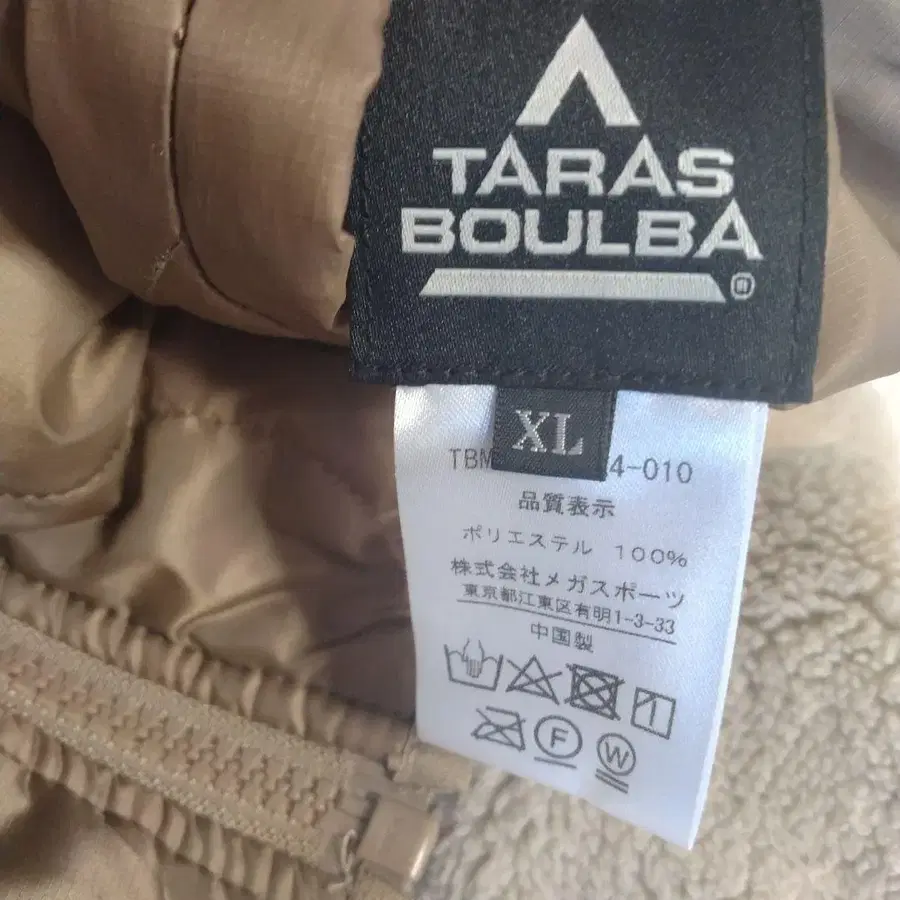 TARAS
BOULBA
®
XL
TBM 4-010
品質表示
ポリエステル 100%
株式会社メガスポーツ
東京都江東区有明1-3-33
中国製
F
W